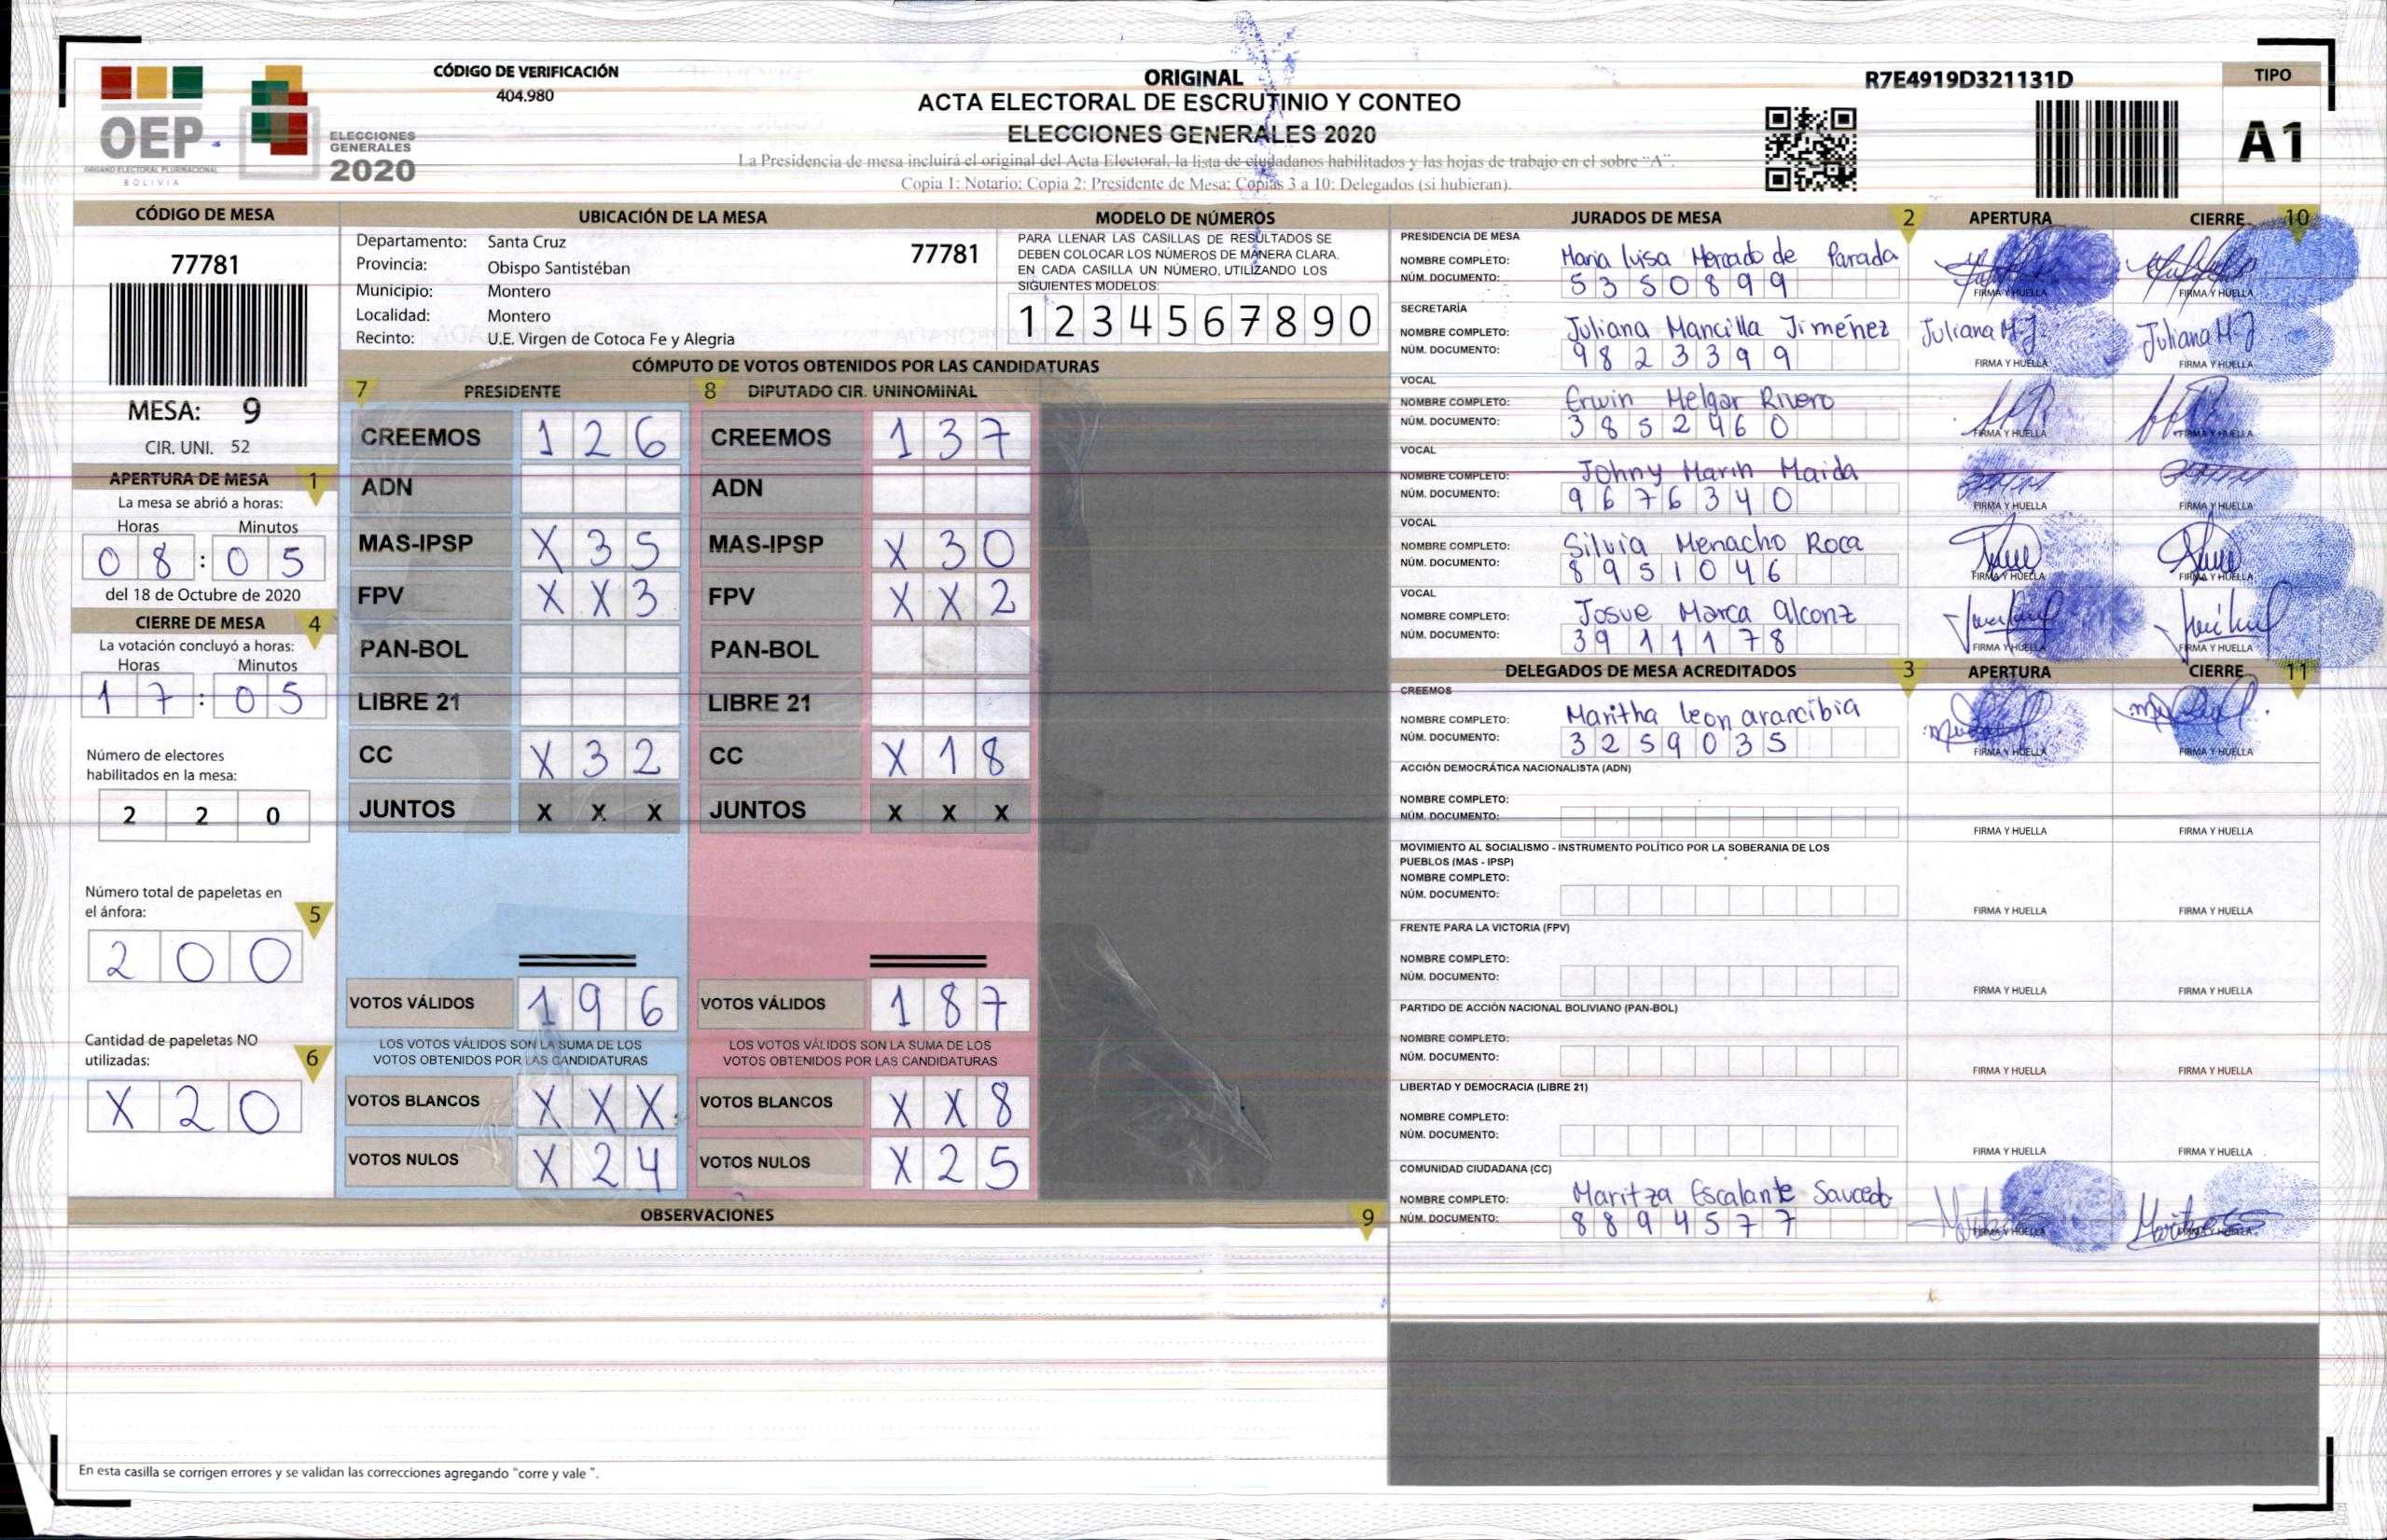 CÓDIGO DE VERIFICACIÓN
404.980
OEP
ÓRGANO ELECTORAL PLURINACIONAL
BOLIVIA
ELECCIONES
GENERALES
2020
ORIGINAL
ACTA ELECTORAL DE ESCRUTINIO Y CONTEO
ELECCIONES GENERALES 2020
La Presidencia de mesa incluirá el original del Acta Electoral, la lista de ciudadanos habilitados y las hojas de trabajo en el sobre "A".
Copia 1: Notario; Copia 2: Presidente de Mesa; Copias 3 a 10: Delegados (si hubieran).
R7E4919D321131D
TIPO
A1
CÓDIGO DE MESA
77781
MESA: 9
CIR. UNI. 52
APERTURA DE MESA 1
La mesa se abrió a horas:
Horas Minutos
0 8 : 0 5
del 18 de Octubre de 2020
CIERRE DE MESA 4
La votación concluyó a horas:
Horas Minutos
1 7 : 0 5
Número de electores
habilitados en la mesa:
2 2 0
Número total de papeletas en
el ánfora: 5
2 0 0
Cantidad de papeletas NO
utilizadas: 6
X 2 0
UBICACIÓN DE LA MESA
Departamento: Santa Cruz
77781
Provincia: Obispo Santistéban
Municipio: Montero
Localidad: Montero
Recinto: U.E. Virgen de Cotoca Fe y Alegria
MODELO DE NÚMEROS
PARA LLENAR LAS CASILLAS DE RESULTADOS SE
DEBEN COLOCAR LOS NÚMEROS DE MANERA CLARA.
EN CADA CASILLA UN NÚMERO, UTILIZANDO LOS
SIGUIENTES MODELOS:
1 2 3 4 5 6 7 8 9 0
CÓMPUTO DE VOTOS OBTENIDOS POR LAS CANDIDATURAS
7 PRESIDENTE
CREEMOS 1 2 6
ADN
MAS-IPSP X 3 5
FPV X X 3
PAN-BOL
LIBRE 21
CC X 3 2
JUNTOS X X X
VOTOS VÁLIDOS 1 9 6
LOS VOTOS VÁLIDOS SON LA SUMA DE LOS
VOTOS OBTENIDOS POR LAS CANDIDATURAS
VOTOS BLANCOS X X X
VOTOS NULOS X 2 4
8 DIPUTADO CIR. UNINOMINAL
CREEMOS 1 3 7
ADN
MAS-IPSP X 3 0
FPV X X 2
PAN-BOL
LIBRE 21
CC X 1 8
JUNTOS X X X
VOTOS VÁLIDOS 1 8 7
LOS VOTOS VÁLIDOS SON LA SUMA DE LOS
VOTOS OBTENIDOS POR LAS CANDIDATURAS
VOTOS BLANCOS X X 8
VOTOS NULOS X 2 5
OBSERVACIONES 9
En esta casilla se corrigen errores y se validan las correcciones agregando "corre y vale ".
JURADOS DE MESA 2 APERTURA CIERRE 10
PRESIDENCIA DE MESA
NOMBRE COMPLETO: Maria luisa Mercado de Parada
NÚM. DOCUMENTO: 5 3 5 0 8 9 9
FIRMA Y HUELLA FIRMA Y HUELLA
SECRETARÍA
NOMBRE COMPLETO: Juliana Mancilla Jiménez Juliana M J. Juliana M J
NÚM. DOCUMENTO: 9 8 2 3 3 9 9
FIRMA Y HUELLA FIRMA Y HUELLA
VOCAL
NOMBRE COMPLETO: Erwin Melgar Rivero
NÚM. DOCUMENTO: 3 8 5 2 4 6 0
FIRMA Y HUELLA FIRMA Y HUELLA
VOCAL
NOMBRE COMPLETO: Johny Marin Maida
NÚM. DOCUMENTO: 9 6 7 6 3 4 0
FIRMA Y HUELLA FIRMA Y HUELLA
VOCAL
NOMBRE COMPLETO: Silvia Menacho Roca
NÚM. DOCUMENTO: 8 9 5 1 0 4 6
FIRMA Y HUELLA FIRMA Y HUELLA
VOCAL
NOMBRE COMPLETO: Josue Marca Alconz
NÚM. DOCUMENTO: 3 9 1 1 1 7 8
FIRMA Y HUELLA FIRMA Y HUELLA
DELEGADOS DE MESA ACREDITADOS 3 APERTURA CIERRE 11
CREEMOS
NOMBRE COMPLETO: Maritha leon arancibia
NÚM. DOCUMENTO: 3 2 5 9 0 3 5
FIRMA Y HUELLA FIRMA Y HUELLA
ACCIÓN DEMOCRÁTICA NACIONALISTA (ADN)
NOMBRE COMPLETO:
NÚM. DOCUMENTO:
FIRMA Y HUELLA FIRMA Y HUELLA
MOVIMIENTO AL SOCIALISMO - INSTRUMENTO POLÍTICO POR LA SOBERANIA DE LOS
PUEBLOS (MAS - IPSP)
NOMBRE COMPLETO:
NÚM. DOCUMENTO:
FIRMA Y HUELLA FIRMA Y HUELLA
FRENTE PARA LA VICTORIA (FPV)
NOMBRE COMPLETO:
NÚM. DOCUMENTO:
FIRMA Y HUELLA FIRMA Y HUELLA
PARTIDO DE ACCIÓN NACIONAL BOLIVIANO (PAN-BOL)
NOMBRE COMPLETO:
NÚM. DOCUMENTO:
FIRMA Y HUELLA FIRMA Y HUELLA
LIBERTAD Y DEMOCRACIA (LIBRE 21)
NOMBRE COMPLETO:
NÚM. DOCUMENTO:
FIRMA Y HUELLA FIRMA Y HUELLA
COMUNIDAD CIUDADANA (CC)
NOMBRE COMPLETO: Maritza Escalante Saucedo
NÚM. DOCUMENTO: 8 8 9 4 5 7 7
FIRMA Y HUELLA FIRMA Y HUELLA